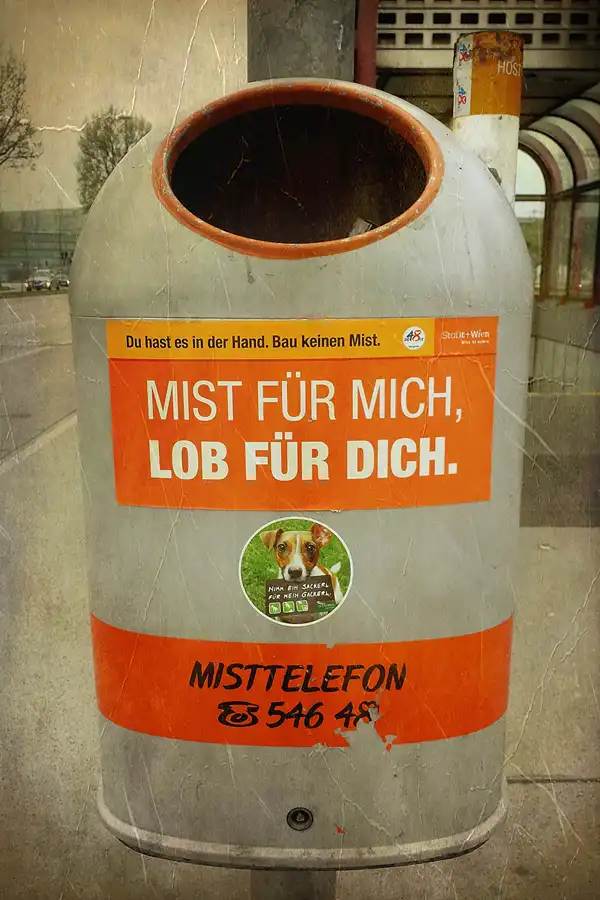 HOST
Du hast es in der Hand. Bau keinen Mist.
48
Stadt+Wien
MIST FÜR MICH,
LOB FÜR DICH.
NIMM EIN SACKERL
FÜR MEIN GACKERL.
MISTTELEFON
546 48